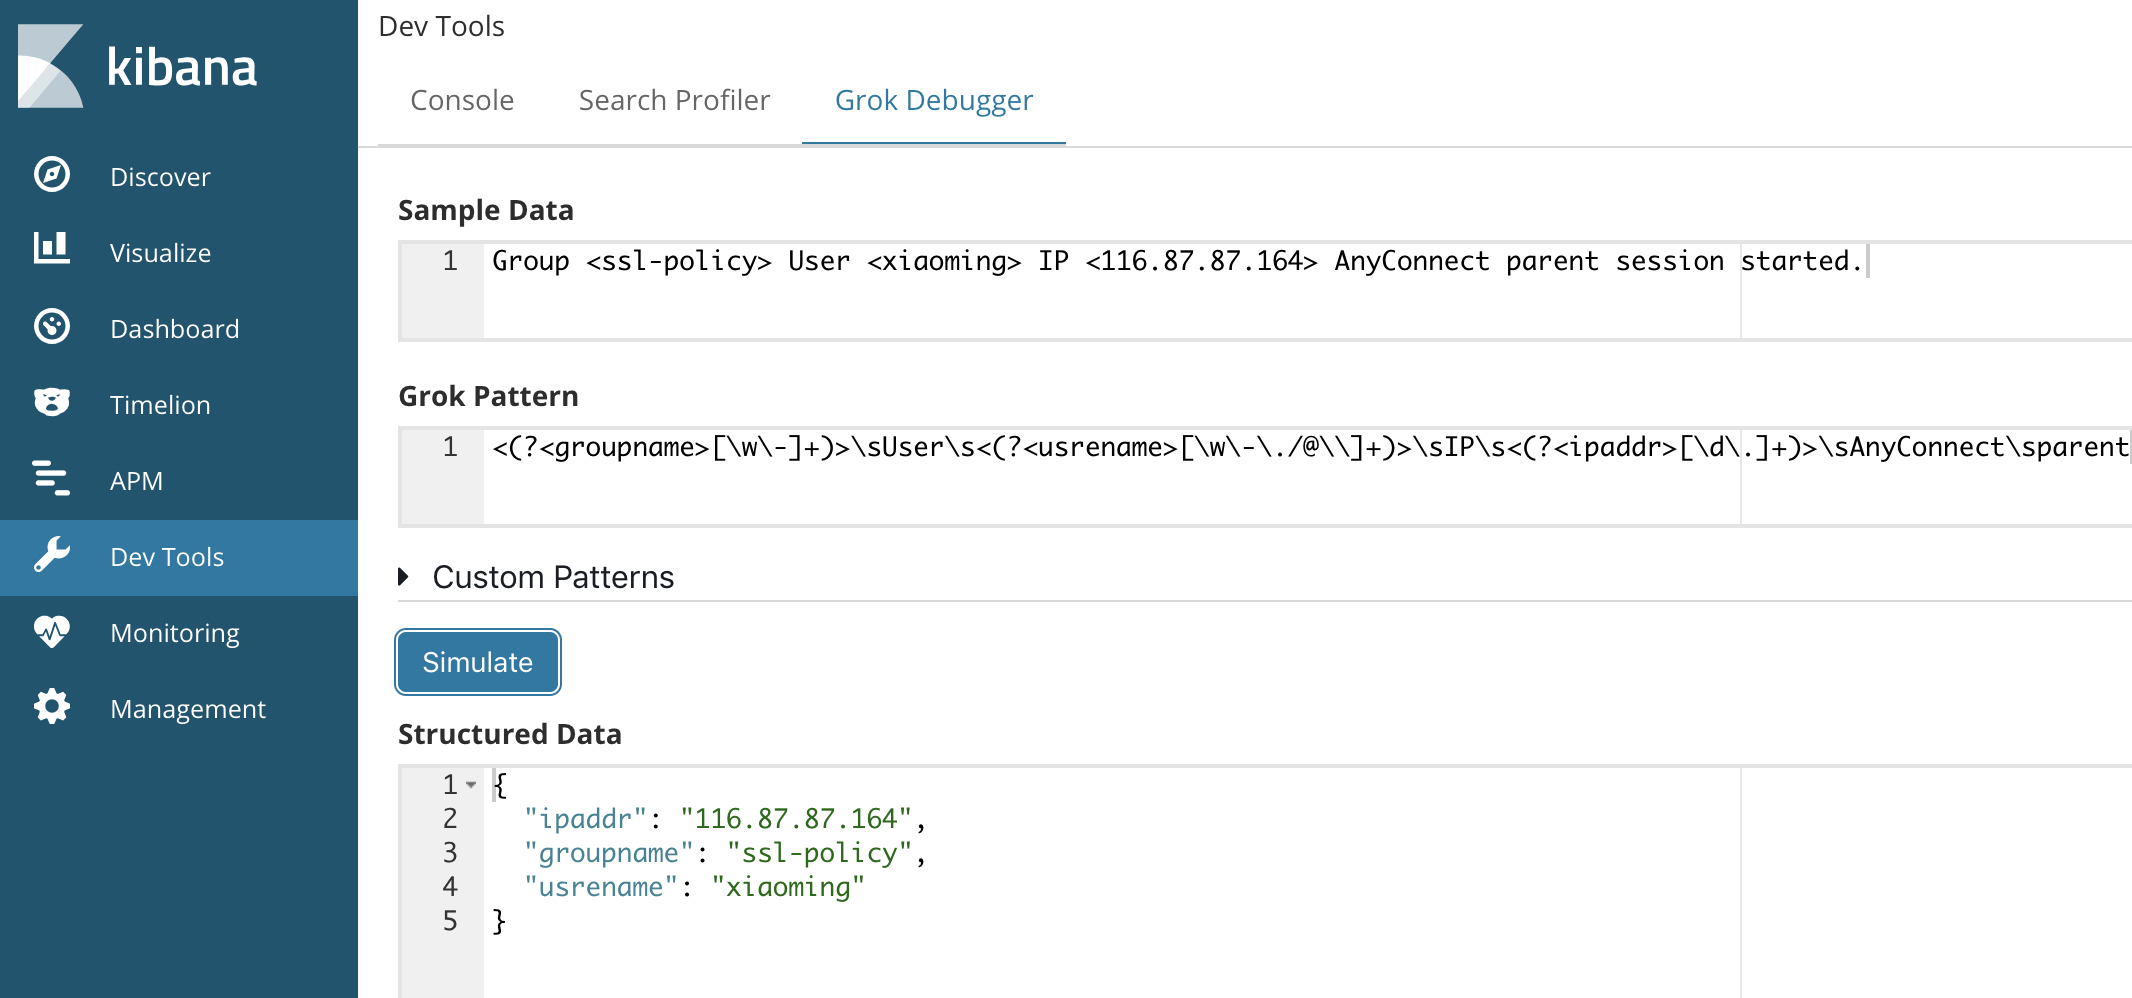 kibana
Discover
Visualize
Dashboard
Timelion
APM
Dev Tools
Monitoring
Management
Dev Tools
Console Search Profiler Grok Debugger
Sample Data
1 Group <ssl-policy> User <xiaoming> IP <116.87.87.164> AnyConnect parent session started.
Grok Pattern
1 <(?<groupname>[\w\-]+)>\sUser\s<(?<usrename>[\w\-\./@\\]+)>\sIP\s<(?<ipaddr>[\d\.]+)>\sAnyConnect\sparent
Custom Patterns
Simulate
Structured Data
1 {
2 "ipaddr": "116.87.87.164",
3 "groupname": "ssl-policy",
4 "usrename": "xiaoming"
5 }